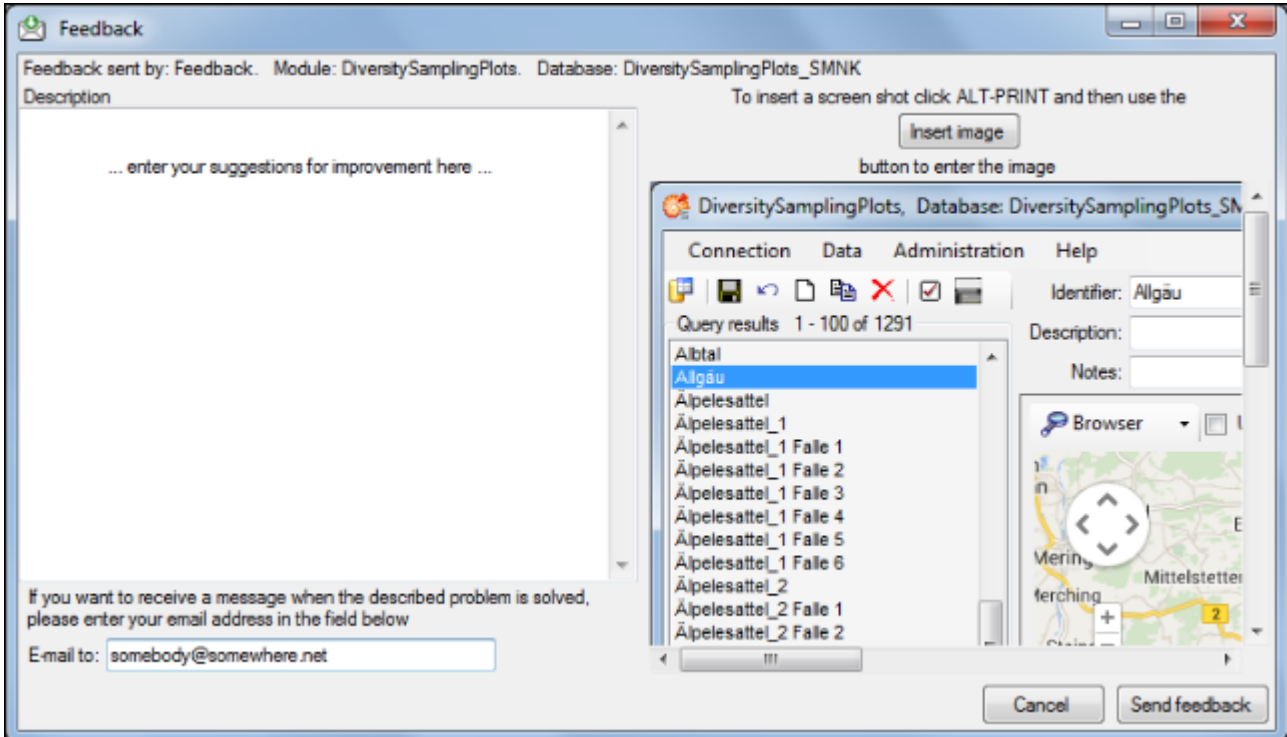 Feedback
Feedback sent by: Feedback. Module: DiversitySamplingPlots. Database: DiversitySamplingPlots_SMNK
Description
... enter your suggestions for improvement here ...
If you want to receive a message when the described problem is solved,
please enter your email address in the field below
E-mail to: somebody@somewhere.net
To insert a screen shot click ALT-PRINT and then use the
Insert image
button to enter the image
DiversitySamplingPlots, Database: DiversitySamplingPlots_SM
Connection Data Administration Help
Query results 1 - 100 of 1291
Albtal
Allgäu
Älpelesattel
Älpelesattel_1
Älpelesattel_1 Falle 1
Älpelesattel_1 Falle 2
Älpelesattel_1 Falle 3
Älpelesattel_1 Falle 4
Älpelesattel_1 Falle 5
Älpelesattel_1 Falle 6
Älpelesattel_2
Älpelesattel_2 Falle 1
Älpelesattel_2 Falle 2
Identifier: Allgäu
Description:
Notes:
Browser
Mering
Mittelstetten
Merching
2
Cancel Send feedback